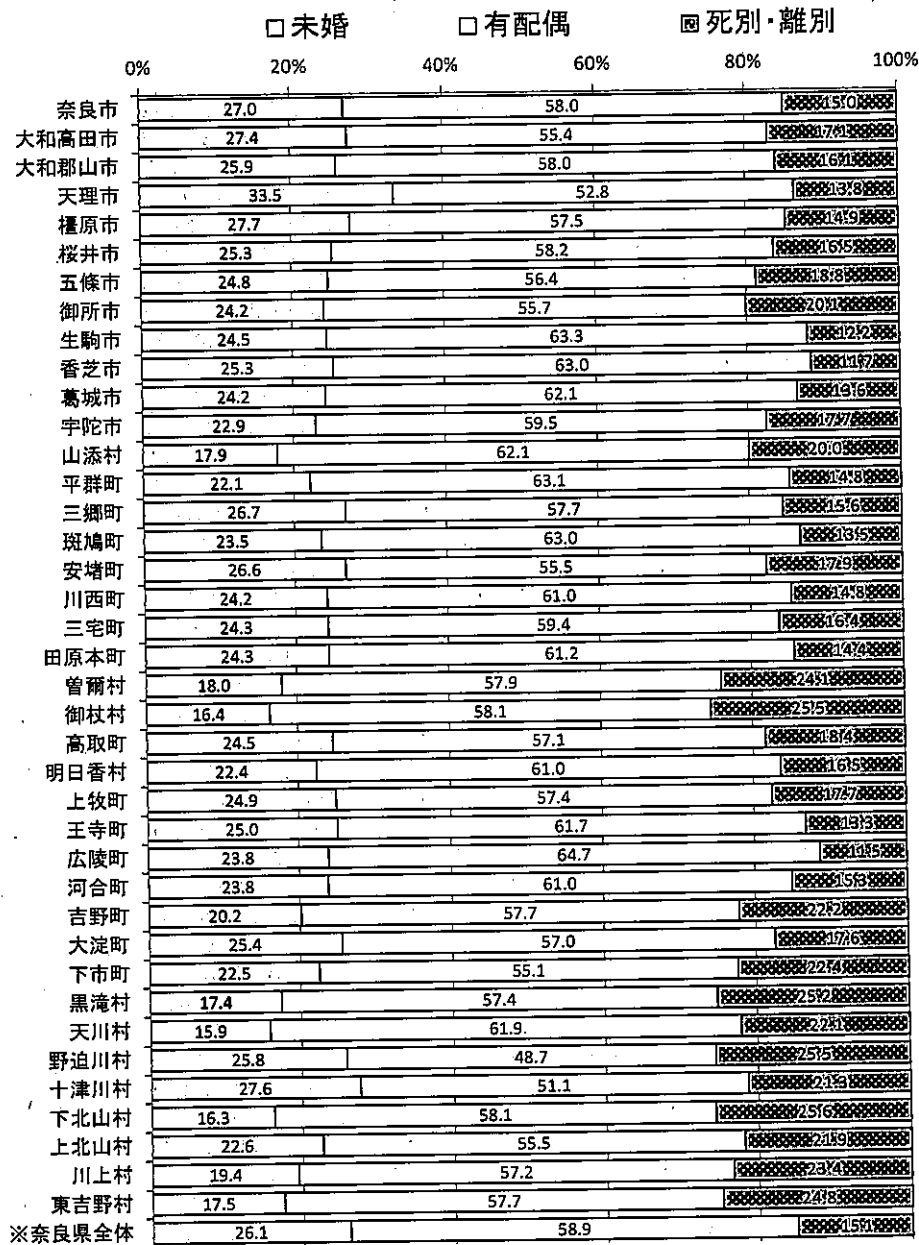 □未婚 □有配偶 ▩死別・離別
0% 20% 40% 60% 80% 100%
奈良市 27.0 58.0 15.0
大和高田市 27.4 55.4 17.1
大和郡山市 25.9 58.0 16.1
天理市 33.5 52.8 13.8
橿原市 27.7 57.5 14.9
桜井市 25.3 58.2 16.5
五條市 24.8 56.4 18.8
御所市 24.2 55.7 20.1
生駒市 24.5 63.3 12.2
香芝市 25.3 63.0 11.7
葛城市 24.2 62.1 13.6
宇陀市 22.9 59.5 17.7
山添村 17.9 62.1 20.0
平群町 22.1 63.1 14.8
三郷町 26.7 57.7 15.6
斑鳩町 23.5 63.0 13.5
安堵町 26.6 55.5 17.9
川西町 24.2 61.0 14.8
三宅町 24.3 59.4 16.4
田原本町 24.3 61.2 14.4
曽爾村 18.0 57.9 24.1
御杖村 16.4 58.1 25.5
高取町 24.5 57.1 18.4
明日香村 22.4 61.0 16.5
上牧町 24.9 57.4 17.7
王寺町 25.0 61.7 13.3
広陵町 23.8 64.7 11.5
河合町 23.8 61.0 15.3
吉野町 20.2 57.7 22.2
大淀町 25.4 57.0 17.6
下市町 22.5 55.1 22.4
黒滝村 17.4 57.4 25.2
天川村 15.9 61.9 22.1
野迫川村 25.8 48.7 25.5
十津川村 27.6 51.1 21.3
下北山村 16.3 58.1 25.6
上北山村 22.6 55.5 21.9
川上村 19.4 57.2 23.4
東吉野村 17.5 57.7 24.8
※奈良県全体 26.1 58.9 15.1